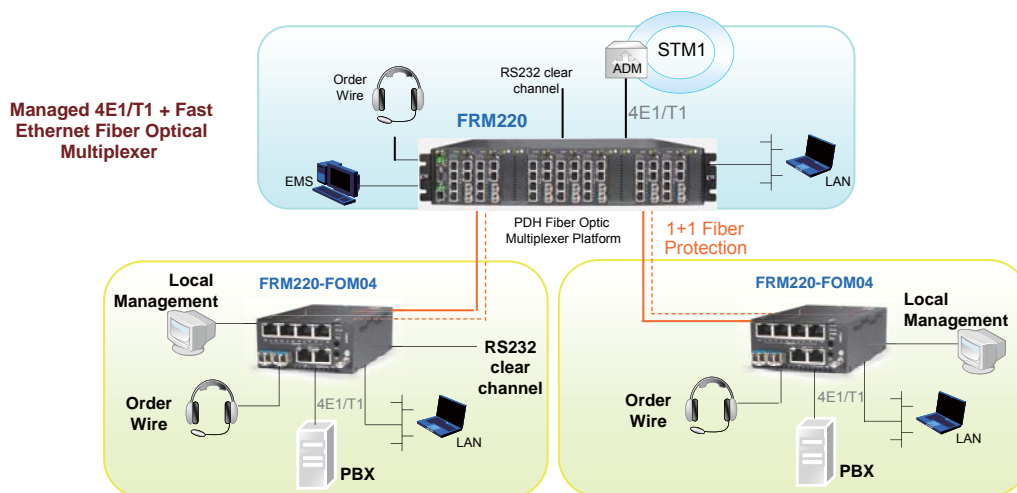 STM1
ADM
Order
Wire
RS232 clear
channel
Managed 4E1/T1 + Fast
Ethernet Fiber Optical
Multiplexer
4E1/T1
FRM220
EMS
LAN
PDH Fiber Optic
Multiplexer Platform
1+1 Fiber
Protection
Local
Management
FRM220-FOM04
RS232
clear
channel
Order
Wire
4E1/T1
LAN
PBX
FRM220-FOM04
Local
Management
Order
Wire
4E1/T1
LAN
PBX